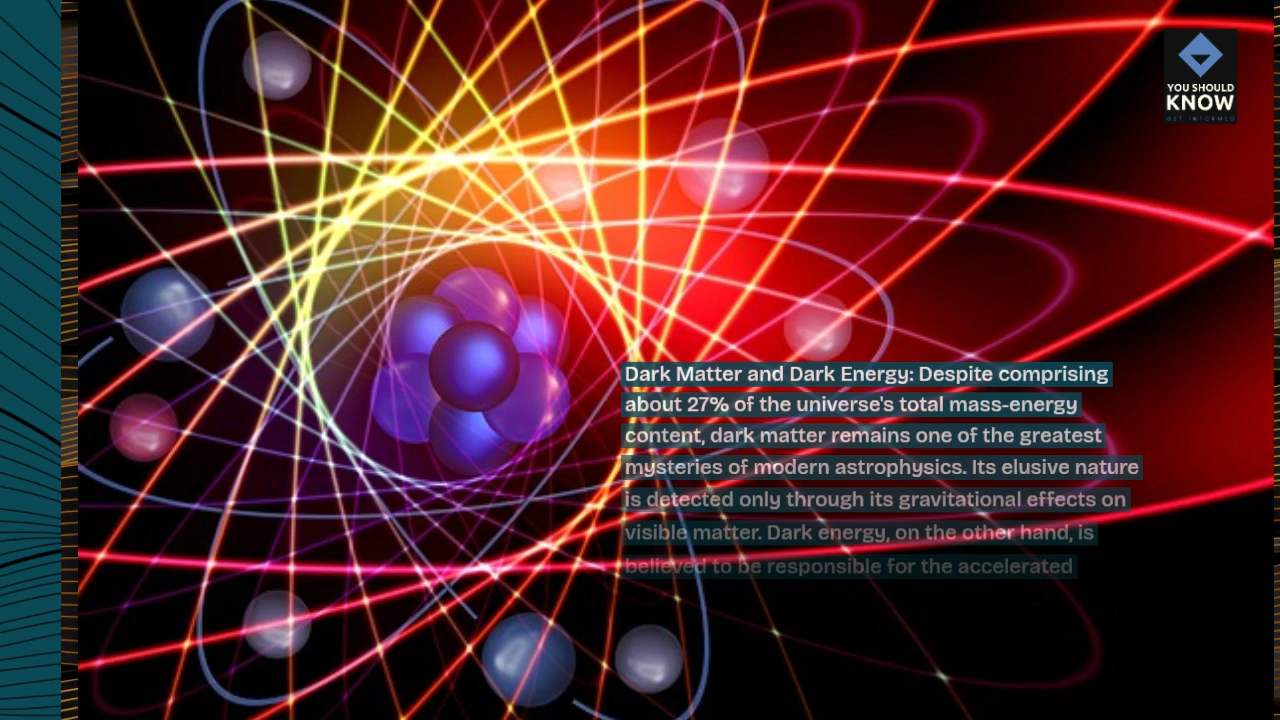 YOU SHOULD
KNOW
GET INFORMED
Dark Matter and Dark Energy: Despite comprising
about 27% of the universe's total mass-energy
content, dark matter remains one of the greatest
mysteries of modern astrophysics. Its elusive nature
is detected only through its gravitational effects on
visible matter. Dark energy, on the other hand, is
believed to be responsible for the accelerated